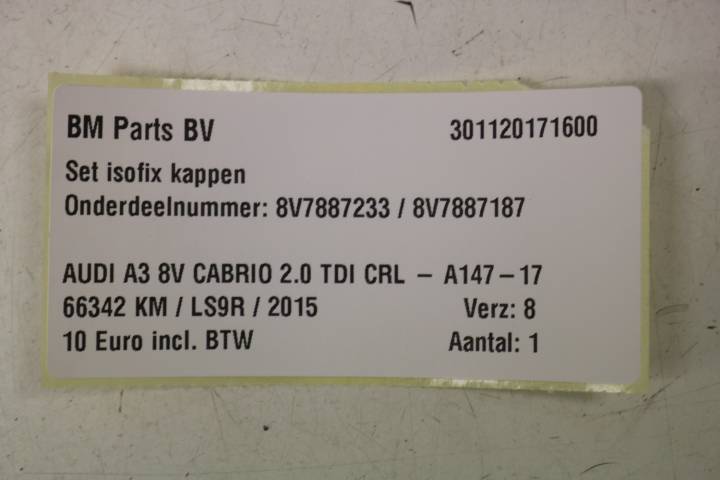 BM Parts BV 301120171600
Set isofix kappen
Onderdeelnummer: 8V7887233 / 8V7887187
AUDI A3 8V CABRIO 2.0 TDI CRL – A147–17
66342 KM / LS9R / 2015 Verz: 8
10 Euro incl. BTW Aantal: 1